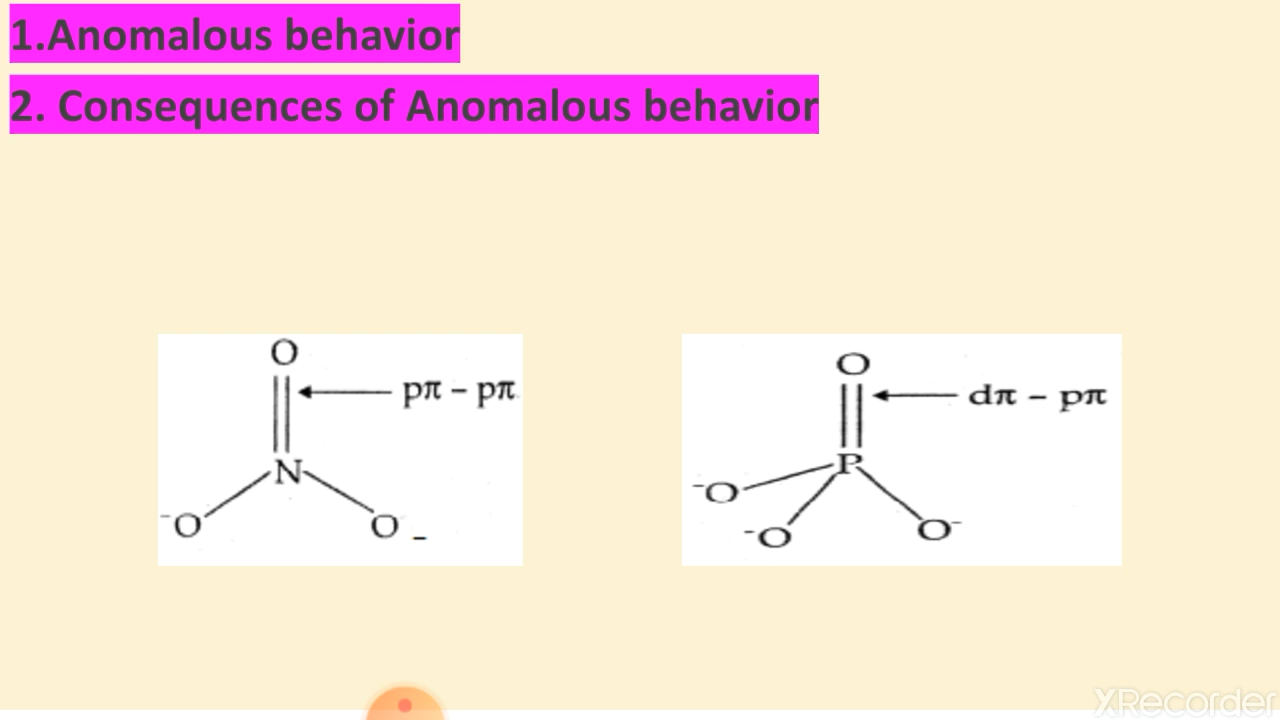 1.Anomalous behavior
2. Consequences of Anomalous behavior
O
pπ – pπ
N
⁻O
O -
O
dπ – pπ
P
⁻O
⁻O
O⁻
XRecorder